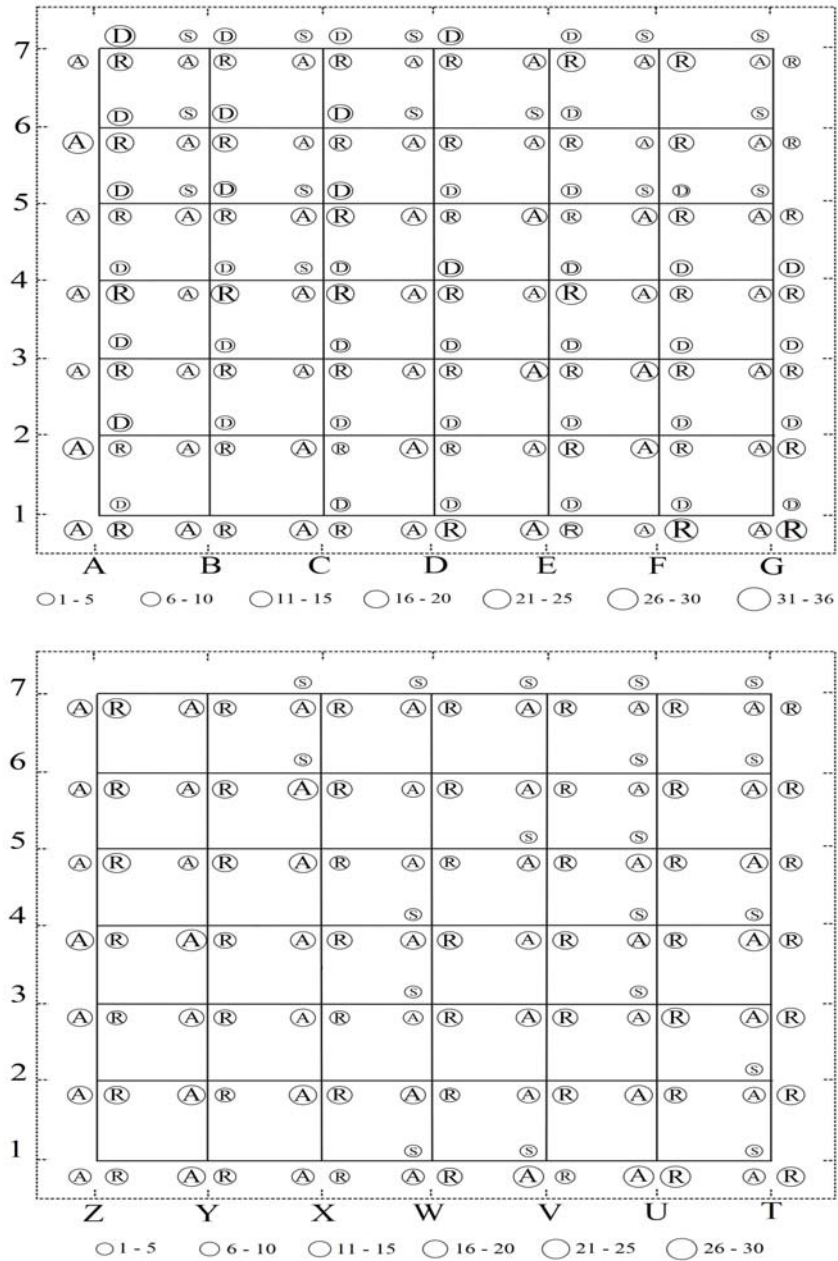 D S D S D S D D S S
7
A R A R A R A R A R A R A R
D S D D S S D S
6
A R A R A R A R A R A R A R
D S D S D D D S D S
5
A R A R A R A R A R A R A R
D D S D D D D D
4
A R A R A R A R A R A R A R
D D D D D D D
3
A R A R A R A R A R A R A R
D D D D D D D
2
A R A R A R A R A R A R A R
D D D D D D
1
A R A R A R A R A R A R A R
A B C D E F G
1 - 5 6 - 10 11 - 15 16 - 20 21 - 25 26 - 30 31 - 36
S S S S S
7
A R A R A R A R A R A R A R
S S S
6
A R A R A R A R A R A R A R
S S
5
A R A R A R A R A R A R A R
S S S
4
A R A R A R A R A R A R A R
S S
3
A R A R A R A R A R A R A R
S
2
A R A R A R A R A R A R A R
S S S
1
A R A R A R A R A R A R A R
Z Y X W V U T
1 - 5 6 - 10 11 - 15 16 - 20 21 - 25 26 - 30